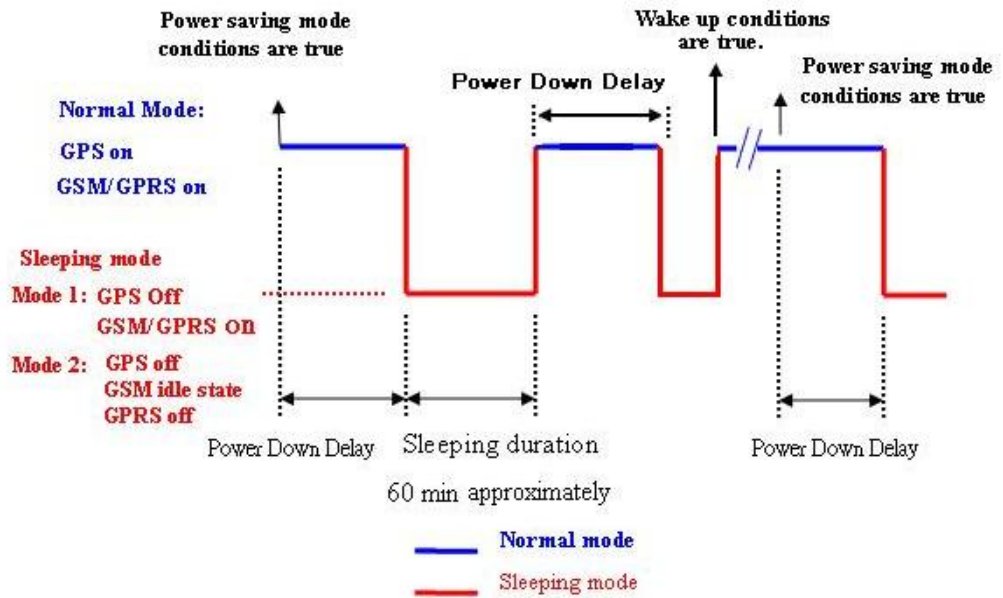 Power saving mode
conditions are true
Wake up conditions
are true.
Power saving mode
conditions are true
Power Down Delay
Normal Mode:
GPS on
GSM/GPRS on
Sleeping mode
Mode 1: GPS Off
GSM/GPRS on
Mode 2: GPS off
GSM idle state
GPRS off
Power Down Delay
Sleeping duration
60 min approximately
Power Down Delay
Normal mode
Sleeping mode